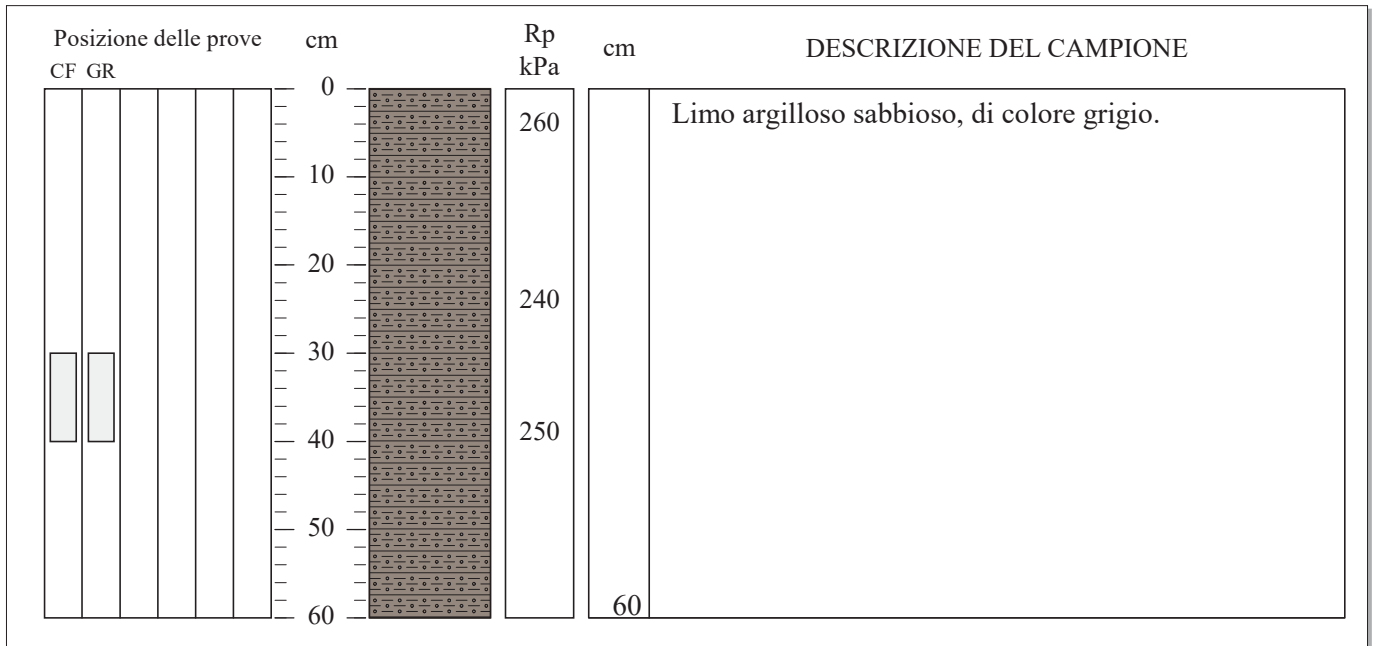 Posizione delle prove
CF GR
cm
Rp
kPa
cm
DESCRIZIONE DEL CAMPIONE
0
10
20
30
40
50
60
260
240
250
60
Limo argilloso sabbioso, di colore grigio.